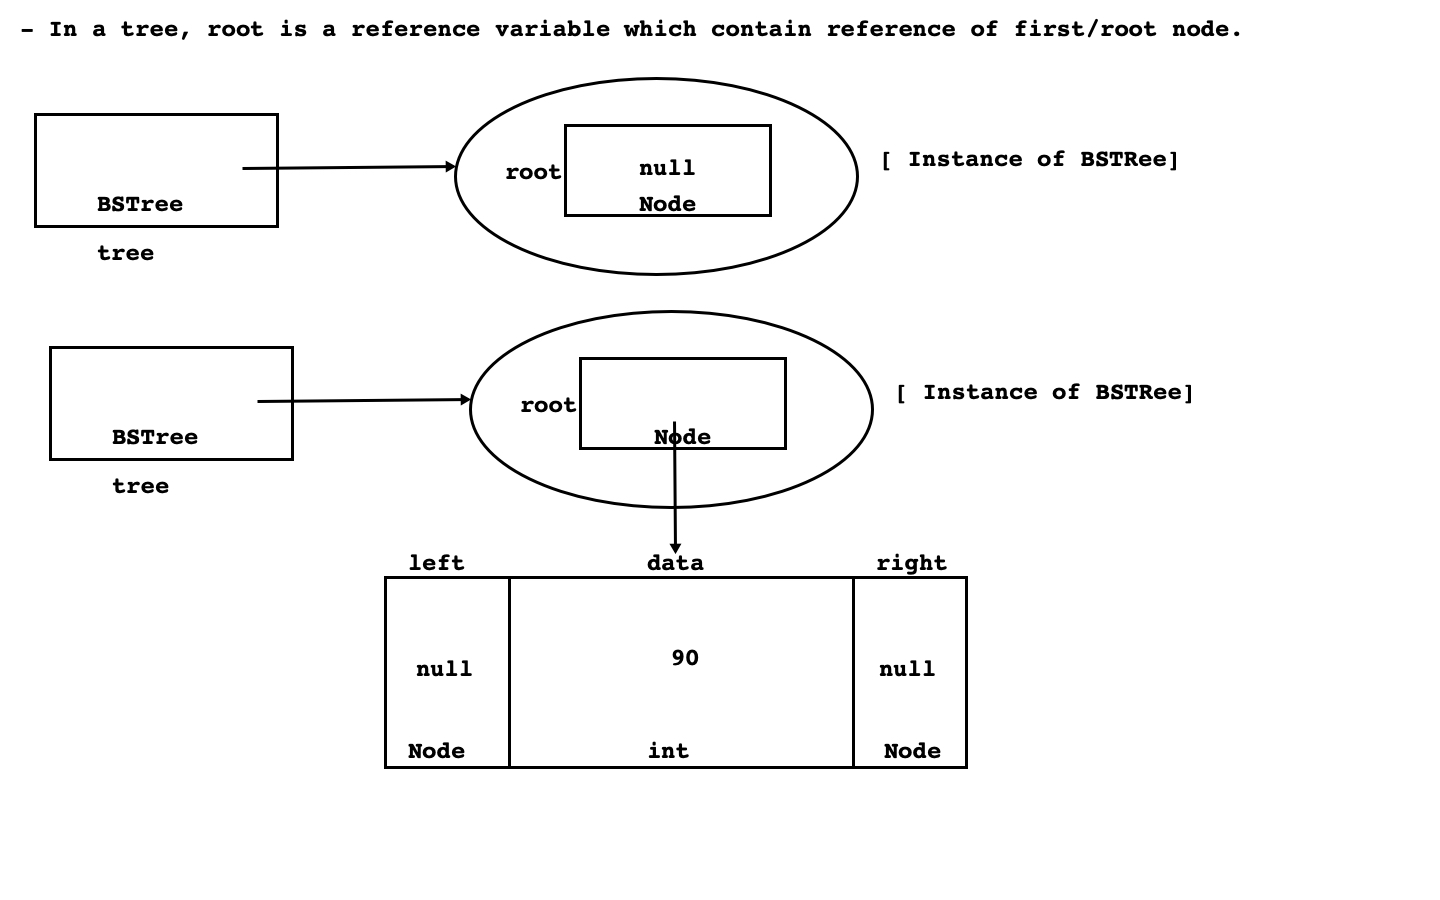 - In a tree, root is a reference variable which contain reference of first/root node.
root null [ Instance of BSTRee]
BSTree Node
tree
root [ Instance of BSTRee]
BSTree Node
tree
left data right
null 90 null
Node int Node